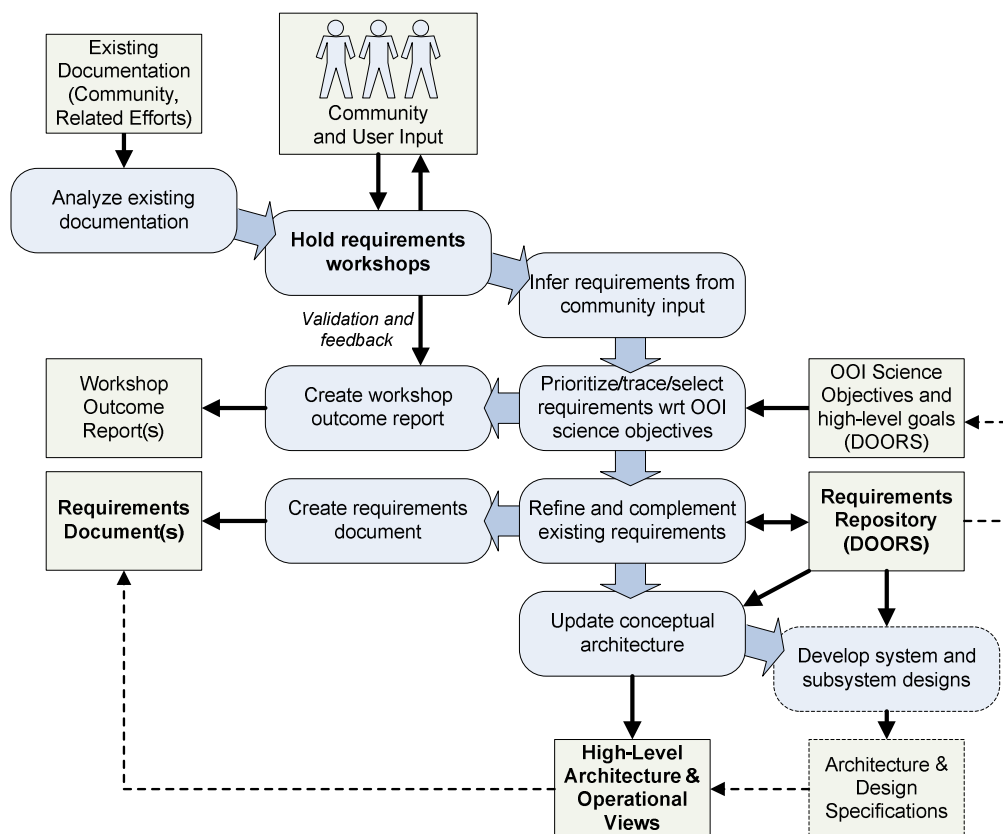 Existing
Documentation
(Community,
Related Efforts)
Community
and User Input
Analyze existing
documentation
Hold requirements
workshops
Infer requirements from
community input
Validation and
feedback
Workshop
Outcome
Report(s)
Create workshop
outcome report
Prioritize/trace/select
requirements wrt OOI
science objectives
OOI Science
Objectives and
high-level goals
(DOORS)
Requirements
Document(s)
Create requirements
document
Refine and complement
existing requirements
Requirements
Repository
(DOORS)
Update conceptual
architecture
Develop system and
subsystem designs
High-Level
Architecture &
Operational
Views
Architecture &
Design
Specifications